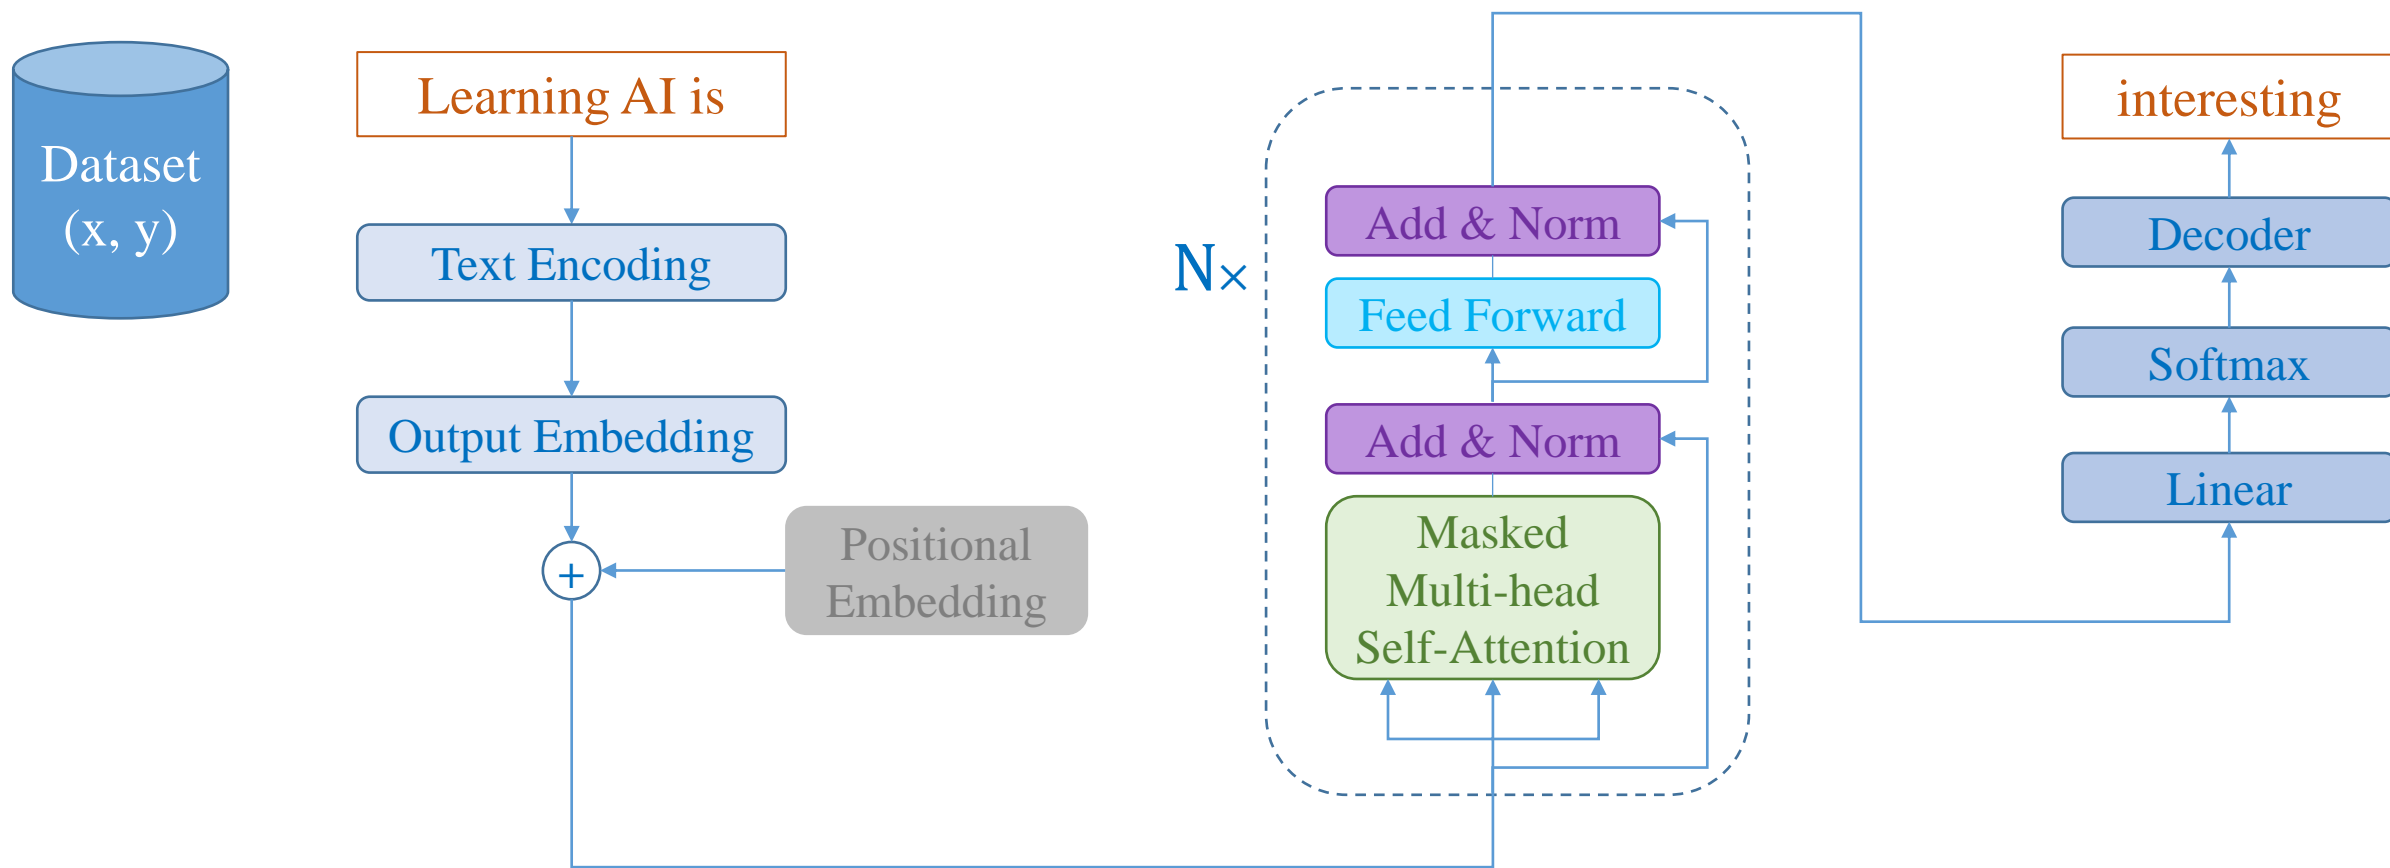 Dataset
(x, y)
Learning AI is
Text Encoding
Output Embedding
+
Positional
Embedding
N×
Add & Norm
Feed Forward
Add & Norm
Masked
Multi-head
Self-Attention
interesting
Decoder
Softmax
Linear